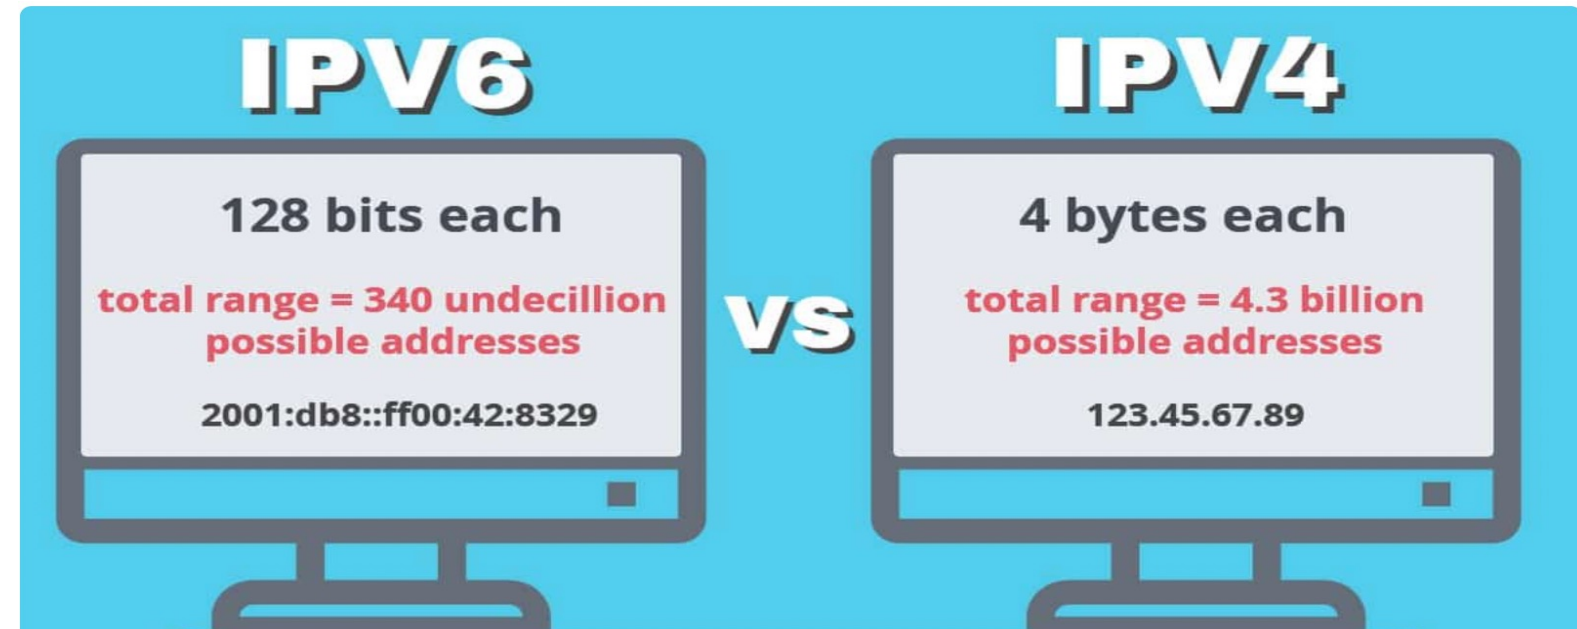 IPV6
128 bits each
total range = 340 undecillion
possible addresses
2001:db8::ff00:42:8329
VS
IPV4
4 bytes each
total range = 4.3 billion
possible addresses
123.45.67.89